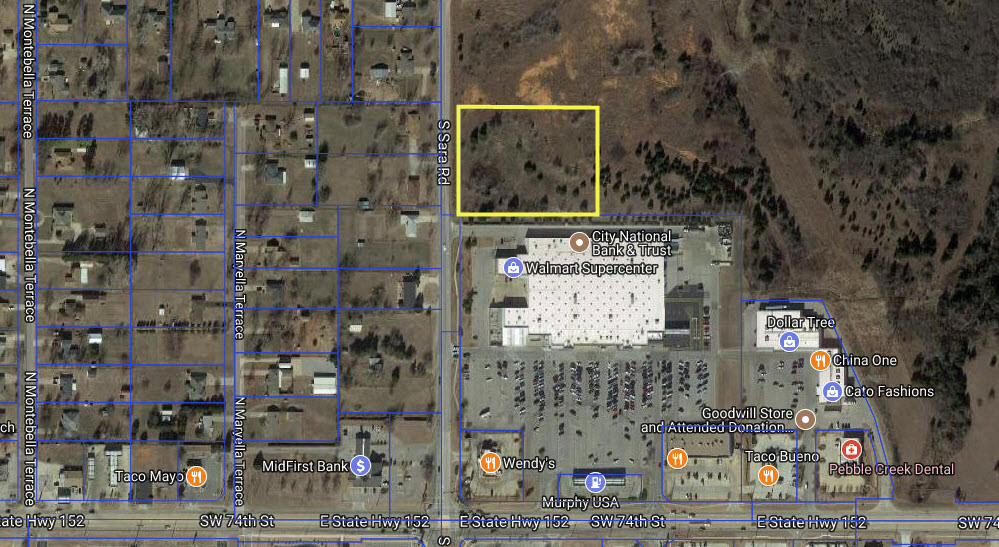 N Montebella Terrace
S Sara Rd
N Montebella Terrace
City National
Bank & Trust
Walmart Supercenter
N Marvella Terrace
Dollar Tree
China One
N Montebella Terrace
Cato Fashions
N Marvella Terrace
Goodwill Store
and Attended Donation...
ch
Taco Mayo
MidFirst Bank
Wendy's
Taco Bueno
Pebble Creek Dental
Murphy USA
tate Hwy 152
SW 74th St
E State Hwy 152
E State Hwy 152
SW 74th St
E State Hwy 152
SW 74
S